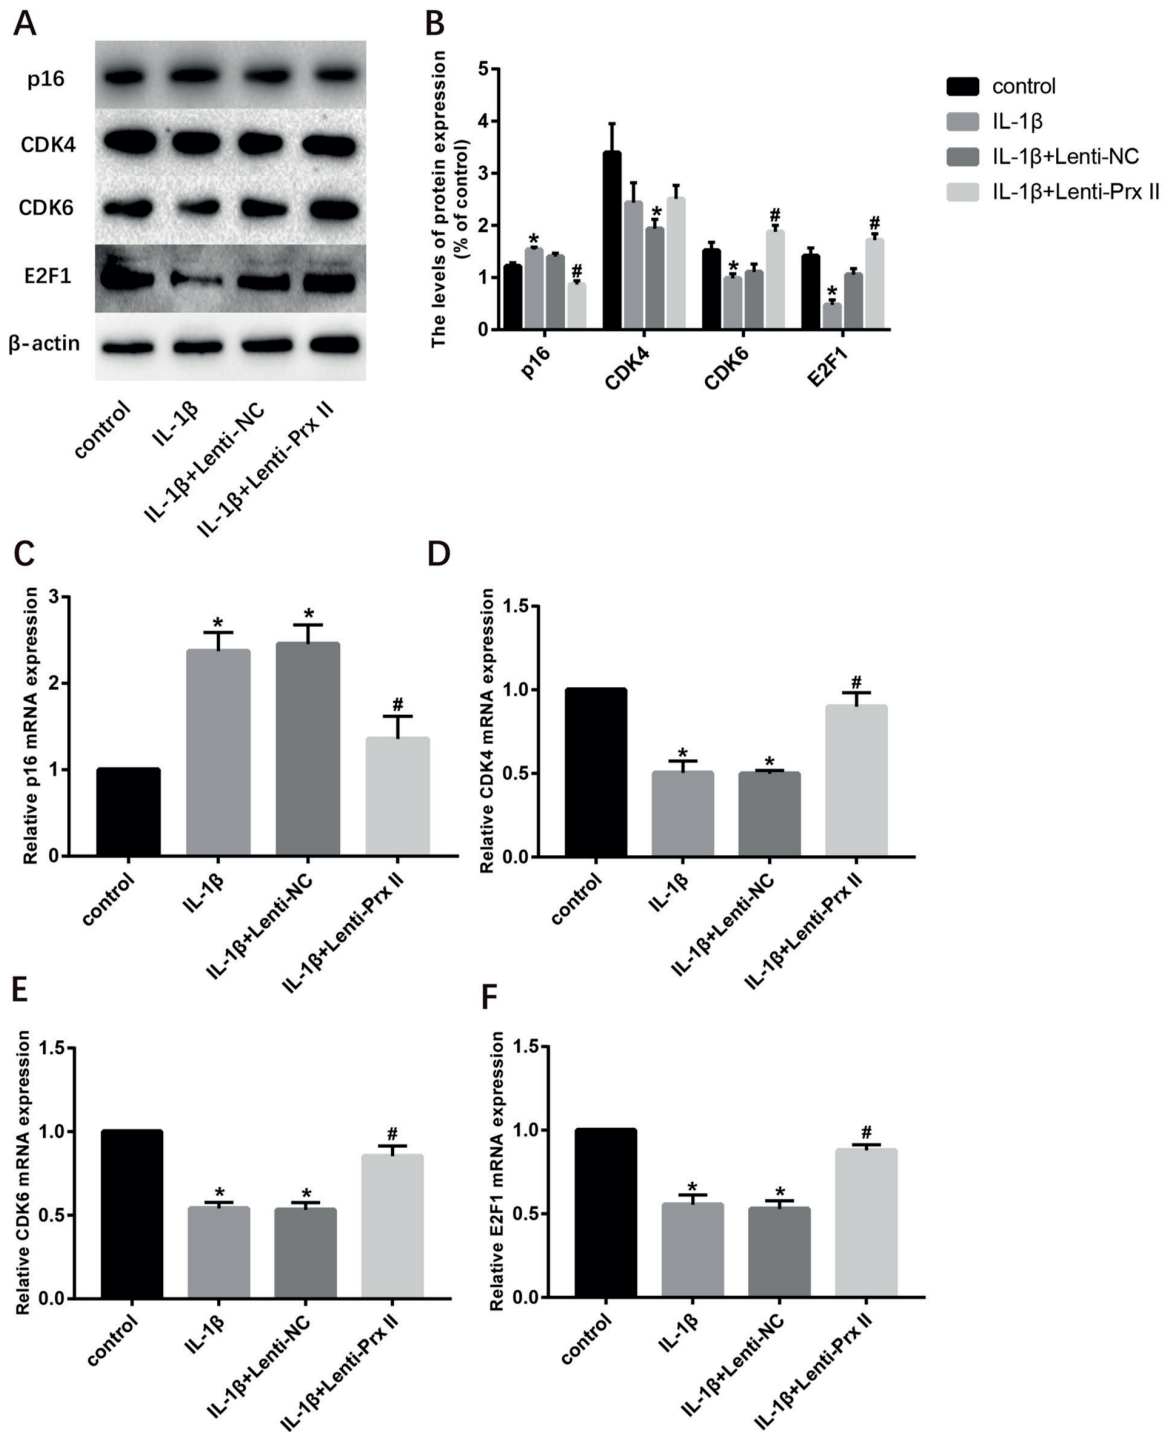 A
p16
CDK4
CDK6
E2F1
β-actin
control
IL-1β
IL-1β+Lenti-NC
IL-1β+Lenti-Prx II
B
The levels of protein expression
(% of control)
5
4
3
2
1
0
*
#
*
*
#
*
#
p16
CDK4
CDK6
E2F1
control
IL-1β
IL-1β+Lenti-NC
IL-1β+Lenti-Prx II
C
Relative p16 mRNA expression
3
2
1
0
*
*
#
control
IL-1β
IL-1β+Lenti-NC
IL-1β+Lenti-Prx II
D
Relative CDK4 mRNA expression
1.5
1.0
0.5
0.0
*
*
#
control
IL-1β
IL-1β+Lenti-NC
IL-1β+Lenti-Prx II
E
Relative CDK6 mRNA expression
1.5
1.0
0.5
0.0
*
*
#
control
IL-1β
IL-1β+Lenti-NC
IL-1β+Lenti-Prx II
F
Relative E2F1 mRNA expression
1.5
1.0
0.5
0.0
*
*
#
control
IL-1β
IL-1β+Lenti-NC
IL-1β+Lenti-Prx II